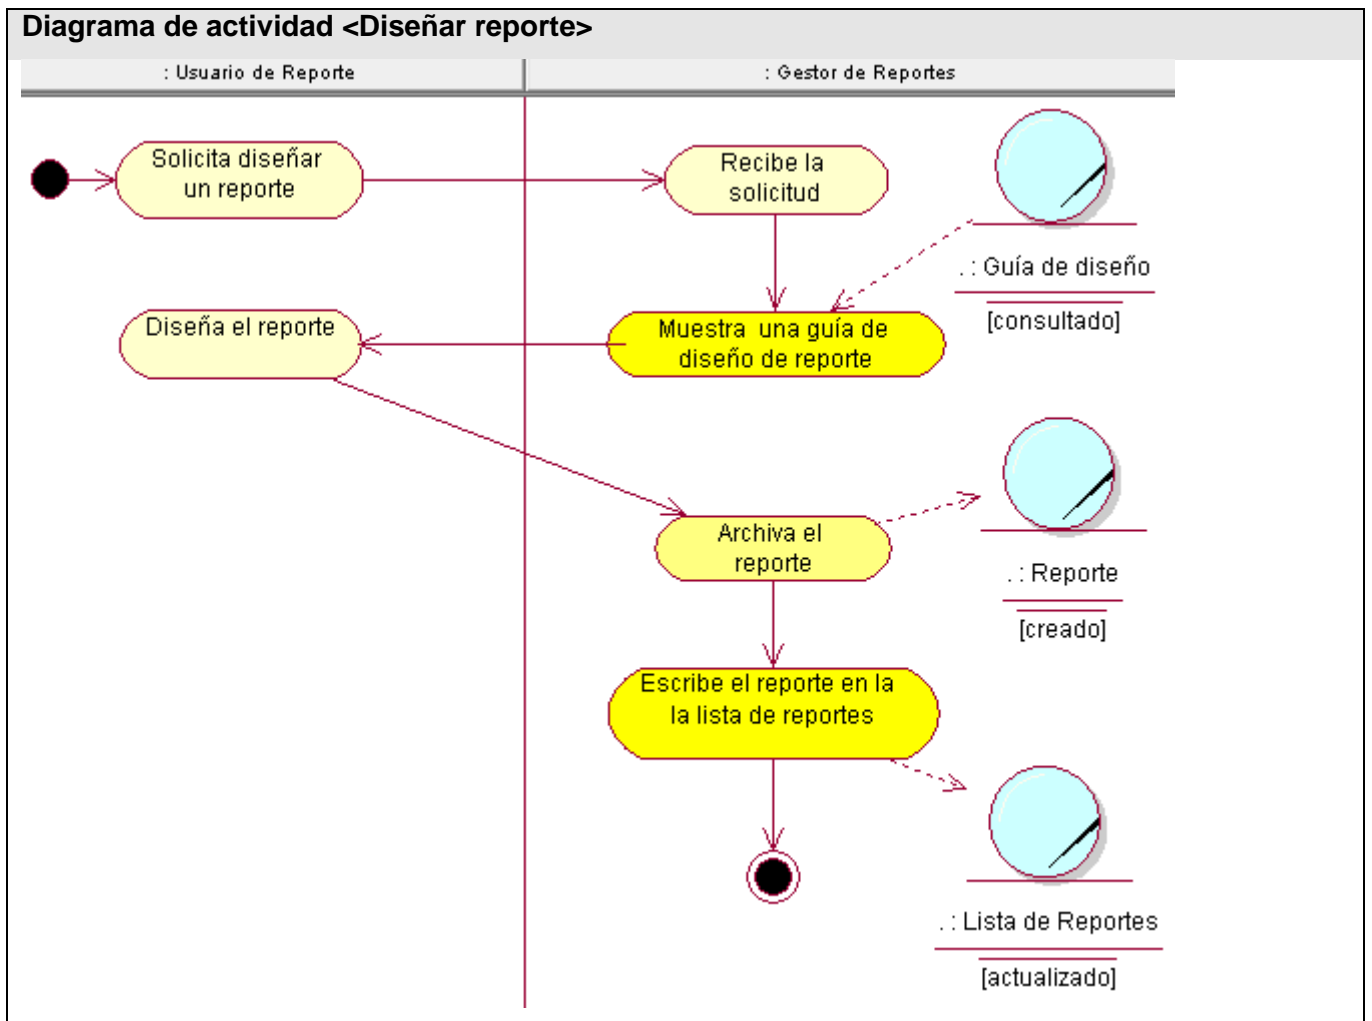 Diagrama de actividad <Diseñar reporte>
: Usuario de Reporte
: Gestor de Reportes
Solicita diseñar
un reporte
Recibe la
solicitud
. : Guía de diseño
[consultado]
Diseña el reporte
Muestra una guía de
diseño de reporte
Archiva el
reporte
. : Reporte
[creado]
Escribe el reporte en la
la lista de reportes
. : Lista de Reportes
[actualizado]